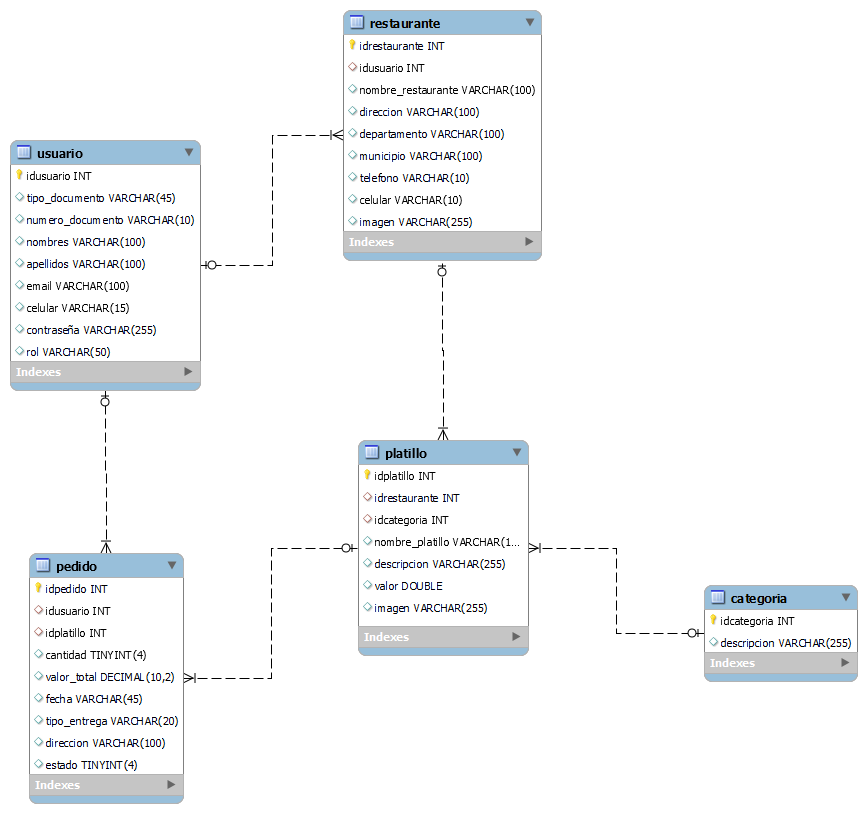 restaurante
idrestaurante INT
idusuario INT
nombre_restaurante VARCHAR(100)
direccion VARCHAR(100)
departamento VARCHAR(100)
municipio VARCHAR(100)
telefono VARCHAR(10)
celular VARCHAR(10)
imagen VARCHAR(255)
Indexes
usuario
idusuario INT
tipo_documento VARCHAR(45)
numero_documento VARCHAR(10)
nombres VARCHAR(100)
apellidos VARCHAR(100)
email VARCHAR(100)
celular VARCHAR(15)
contraseña VARCHAR(255)
rol VARCHAR(50)
Indexes
platillo
idplatillo INT
idrestaurante INT
idcategoria INT
nombre_platillo VARCHAR(1...
descripcion VARCHAR(255)
valor DOUBLE
imagen VARCHAR(255)
Indexes
pedido
idpedido INT
idusuario INT
idplatillo INT
cantidad TINYINT(4)
valor_total DECIMAL(10,2)
fecha VARCHAR(45)
tipo_entrega VARCHAR(20)
direccion VARCHAR(100)
estado TINYINT(4)
Indexes
categoria
idcategoria INT
descripcion VARCHAR(255)
Indexes